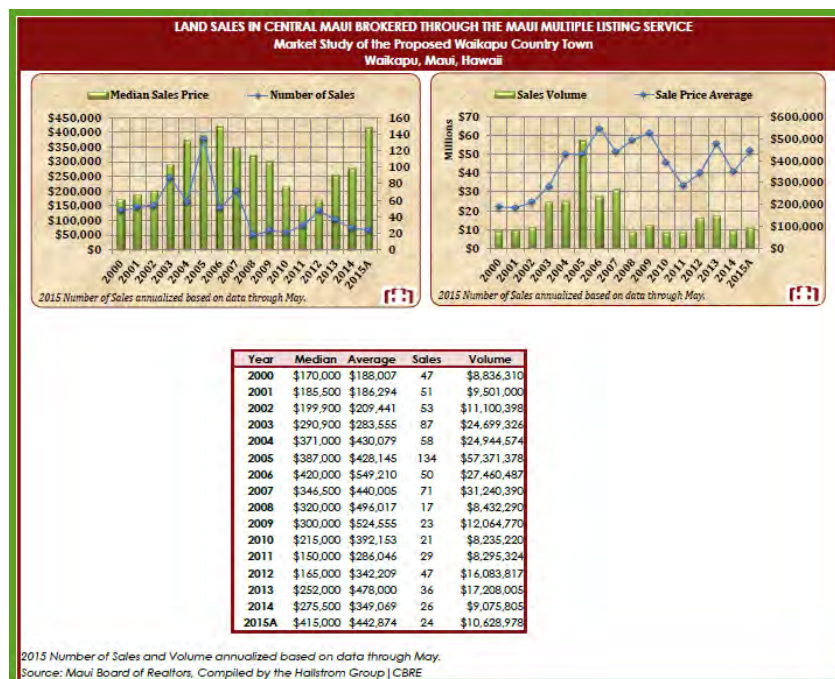 LAND SALES IN CENTRAL MAUI BROKERED THROUGH THE MAUI MULTIPLE LISTING SERVICE
Market Study of the Proposed Waikapu Country Town
Waikapu, Maui, Hawaii
Median Sales Price Number of Sales
$450,000 160
$400,000 140
$350,000 120
$300,000 100
$250,000 80
$200,000 60
$150,000 40
$100,000 20
$50,000 0
$0
2000 2001 2002 2003 2004 2005 2006 2007 2008 2009 2010 2011 2012 2013 2014 2015A
2015 Number of Sales annualized based on data through May.
Sales Volume Sale Price Average
Millions
$70 $600,000
$60 $500,000
$50 $400,000
$40 $300,000
$30 $200,000
$20 $100,000
$10 $0
$0
2000 2001 2002 2003 2004 2005 2006 2007 2008 2009 2010 2011 2012 2013 2014 2015A
2015 Number of Sales annualized based on data through May.
Year Median Average Sales Volume
2000 $170,000 $188,007 47 $8,836,310
2001 $185,500 $186,294 51 $9,501,000
2002 $199,900 $209,441 53 $11,100,398
2003 $290,900 $283,555 87 $24,699,326
2004 $371,000 $430,079 58 $24,944,574
2005 $387,000 $428,145 134 $57,371,378
2006 $420,000 $549,210 50 $27,460,487
2007 $346,500 $440,005 71 $31,240,390
2008 $320,000 $496,017 17 $8,432,290
2009 $300,000 $524,555 23 $12,064,770
2010 $215,000 $392,153 21 $8,235,220
2011 $150,000 $286,046 29 $8,295,324
2012 $165,000 $342,209 47 $16,083,817
2013 $252,000 $478,000 36 $17,208,005
2014 $275,500 $349,069 26 $9,075,805
2015A $415,000 $442,874 24 $10,628,978
2015 Number of Sales and Volume annualized based on data through May.
Source: Maui Board of Realtors, Compiled by the Hallstrom Group | CBRE